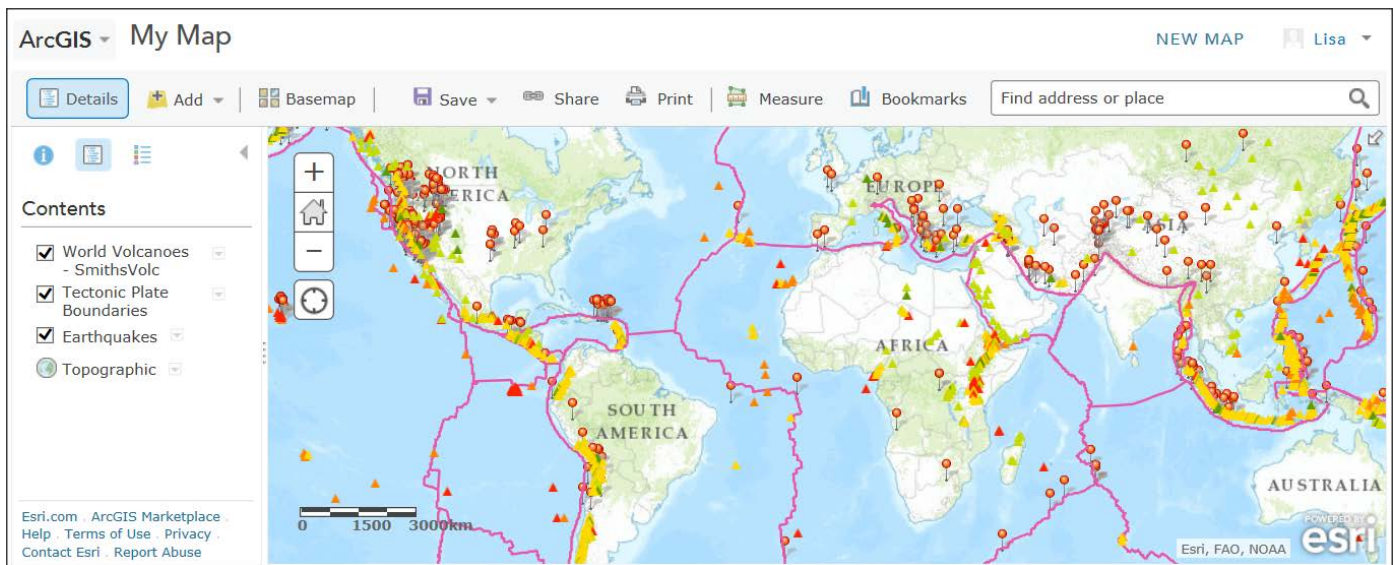 ArcGIS My Map
NEW MAP Lisa
Details Add Basemap Save Share Print Measure Bookmarks Find address or place
Contents
World Volcanoes
- SmithsVolc
Tectonic Plate
Boundaries
Earthquakes
Topographic
Esri.com . ArcGIS Marketplace .
Help . Terms of Use . Privacy .
Contact Esri . Report Abuse
+
−
NORTH
AMERICA
EUROPE
ASIA
AFRICA
SOUTH
AMERICA
AUSTRALIA
0 1500 3000km
Esri, FAO, NOAA
POWERED BY
esri